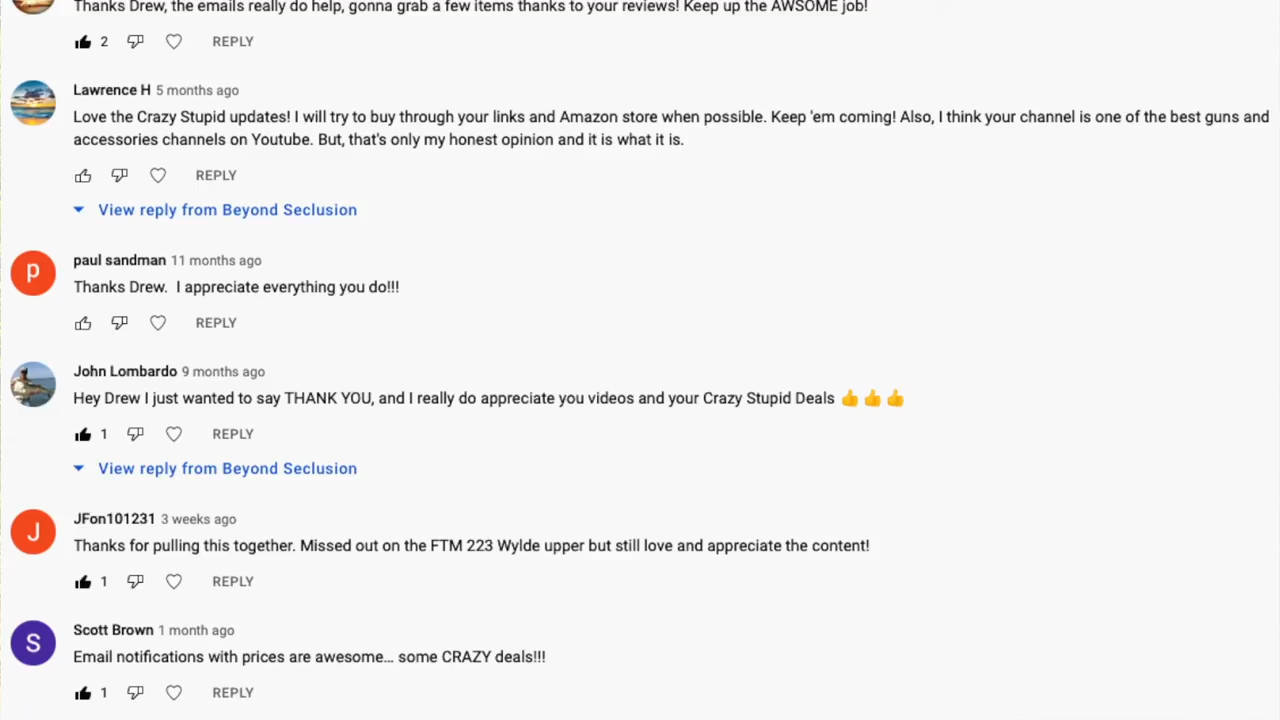 Thanks Drew, the emails really do help, gonna grab a few items thanks to your reviews! Keep up the AWSOME job!
2 REPLY
Lawrence H 5 months ago
Love the Crazy Stupid updates! I will try to buy through your links and Amazon store when possible. Keep 'em coming! Also, I think your channel is one of the best guns and
accessories channels on Youtube. But, that's only my honest opinion and it is what it is.
REPLY
View reply from Beyond Seclusion
p
paul sandman 11 months ago
Thanks Drew.  I appreciate everything you do!!!
REPLY
John Lombardo 9 months ago
Hey Drew I just wanted to say THANK YOU, and I really do appreciate you videos and your Crazy Stupid Deals 👍👍👍
1 REPLY
View reply from Beyond Seclusion
J
JFon101231 3 weeks ago
Thanks for pulling this together. Missed out on the FTM 223 Wylde upper but still love and appreciate the content!
1 REPLY
S
Scott Brown 1 month ago
Email notifications with prices are awesome… some CRAZY deals!!!
1 REPLY